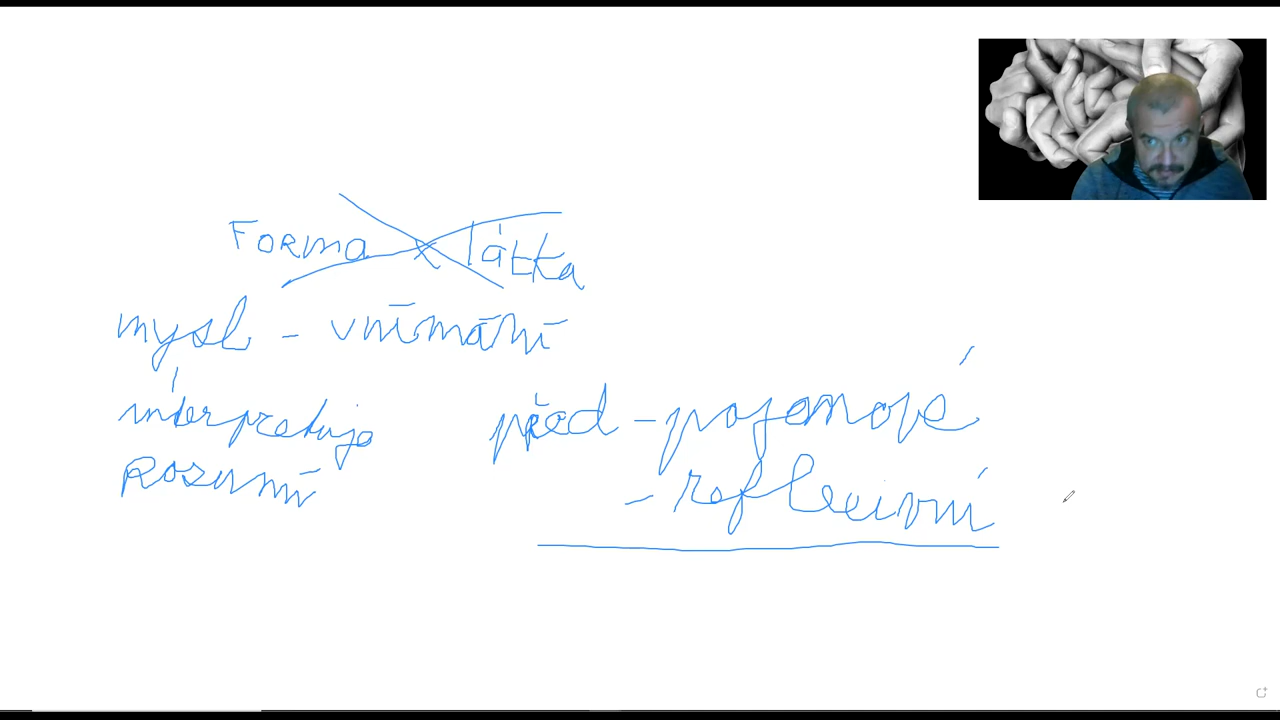 Forma x látka
mysl - vnímání
interpretuje
rozumí
před - pojmové
- reflexivní